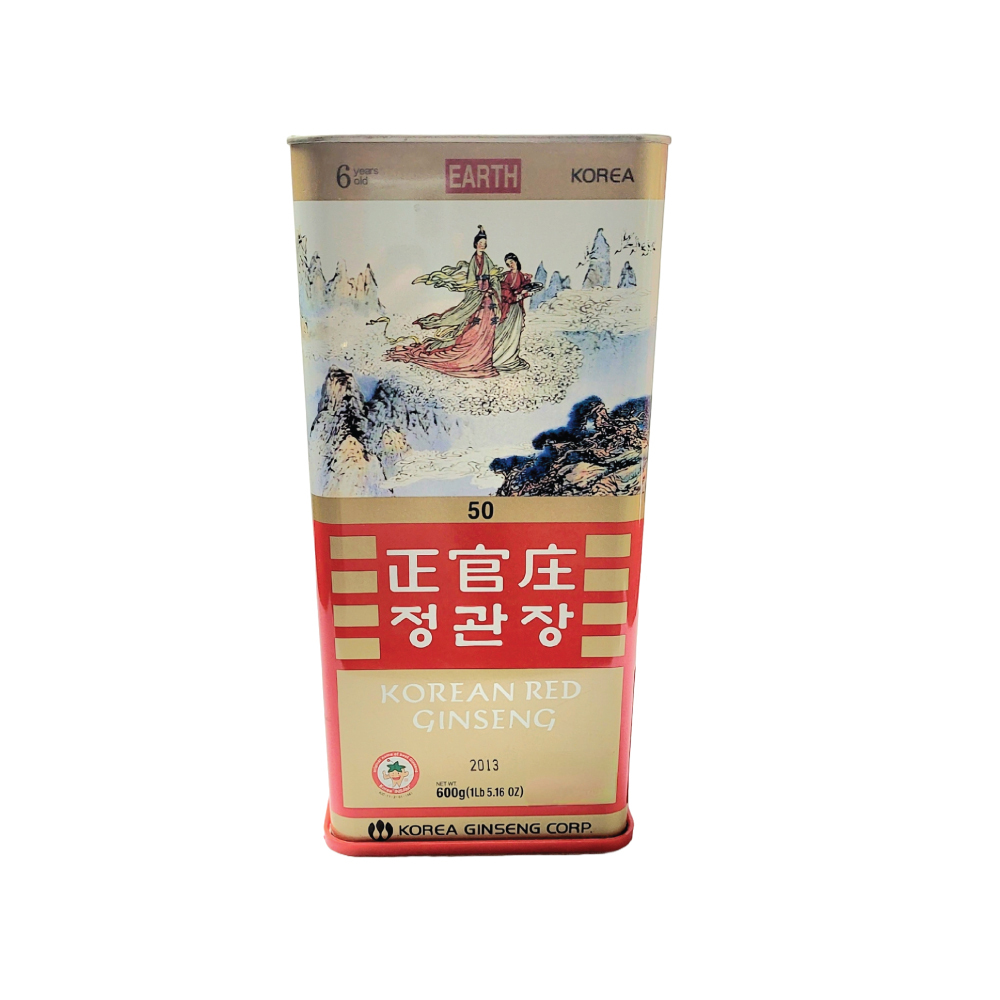 6 years old
EARTH
KOREA
50
正官庄
정관장
KOREAN RED
GINSENG
2013
NET WT.
600g(1Lb 5.16 OZ)
KOREA GINSENG CORP.